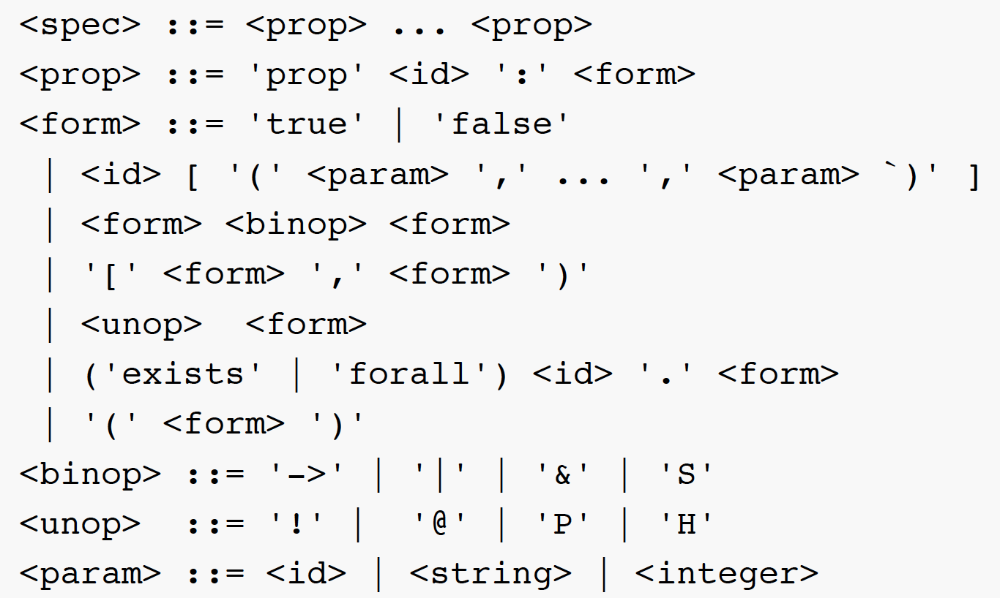 <spec> ::= <prop> ... <prop>
<prop> ::= 'prop' <id> ':' <form>
<form> ::= 'true' | 'false'
| <id> [ '(' <param> ',' ... ',' <param> `)' ]
| <form> <binop> <form>
| '[' <form> ',' <form> ')'
| <unop>  <form>
| ('exists' | 'forall') <id> '.' <form>
| '(' <form> ')'
<binop> ::= '->' | '|' | '&' | 'S'
<unop>  ::= '!' |  '@' | 'P' | 'H'
<param> ::= <id> | <string> | <integer>